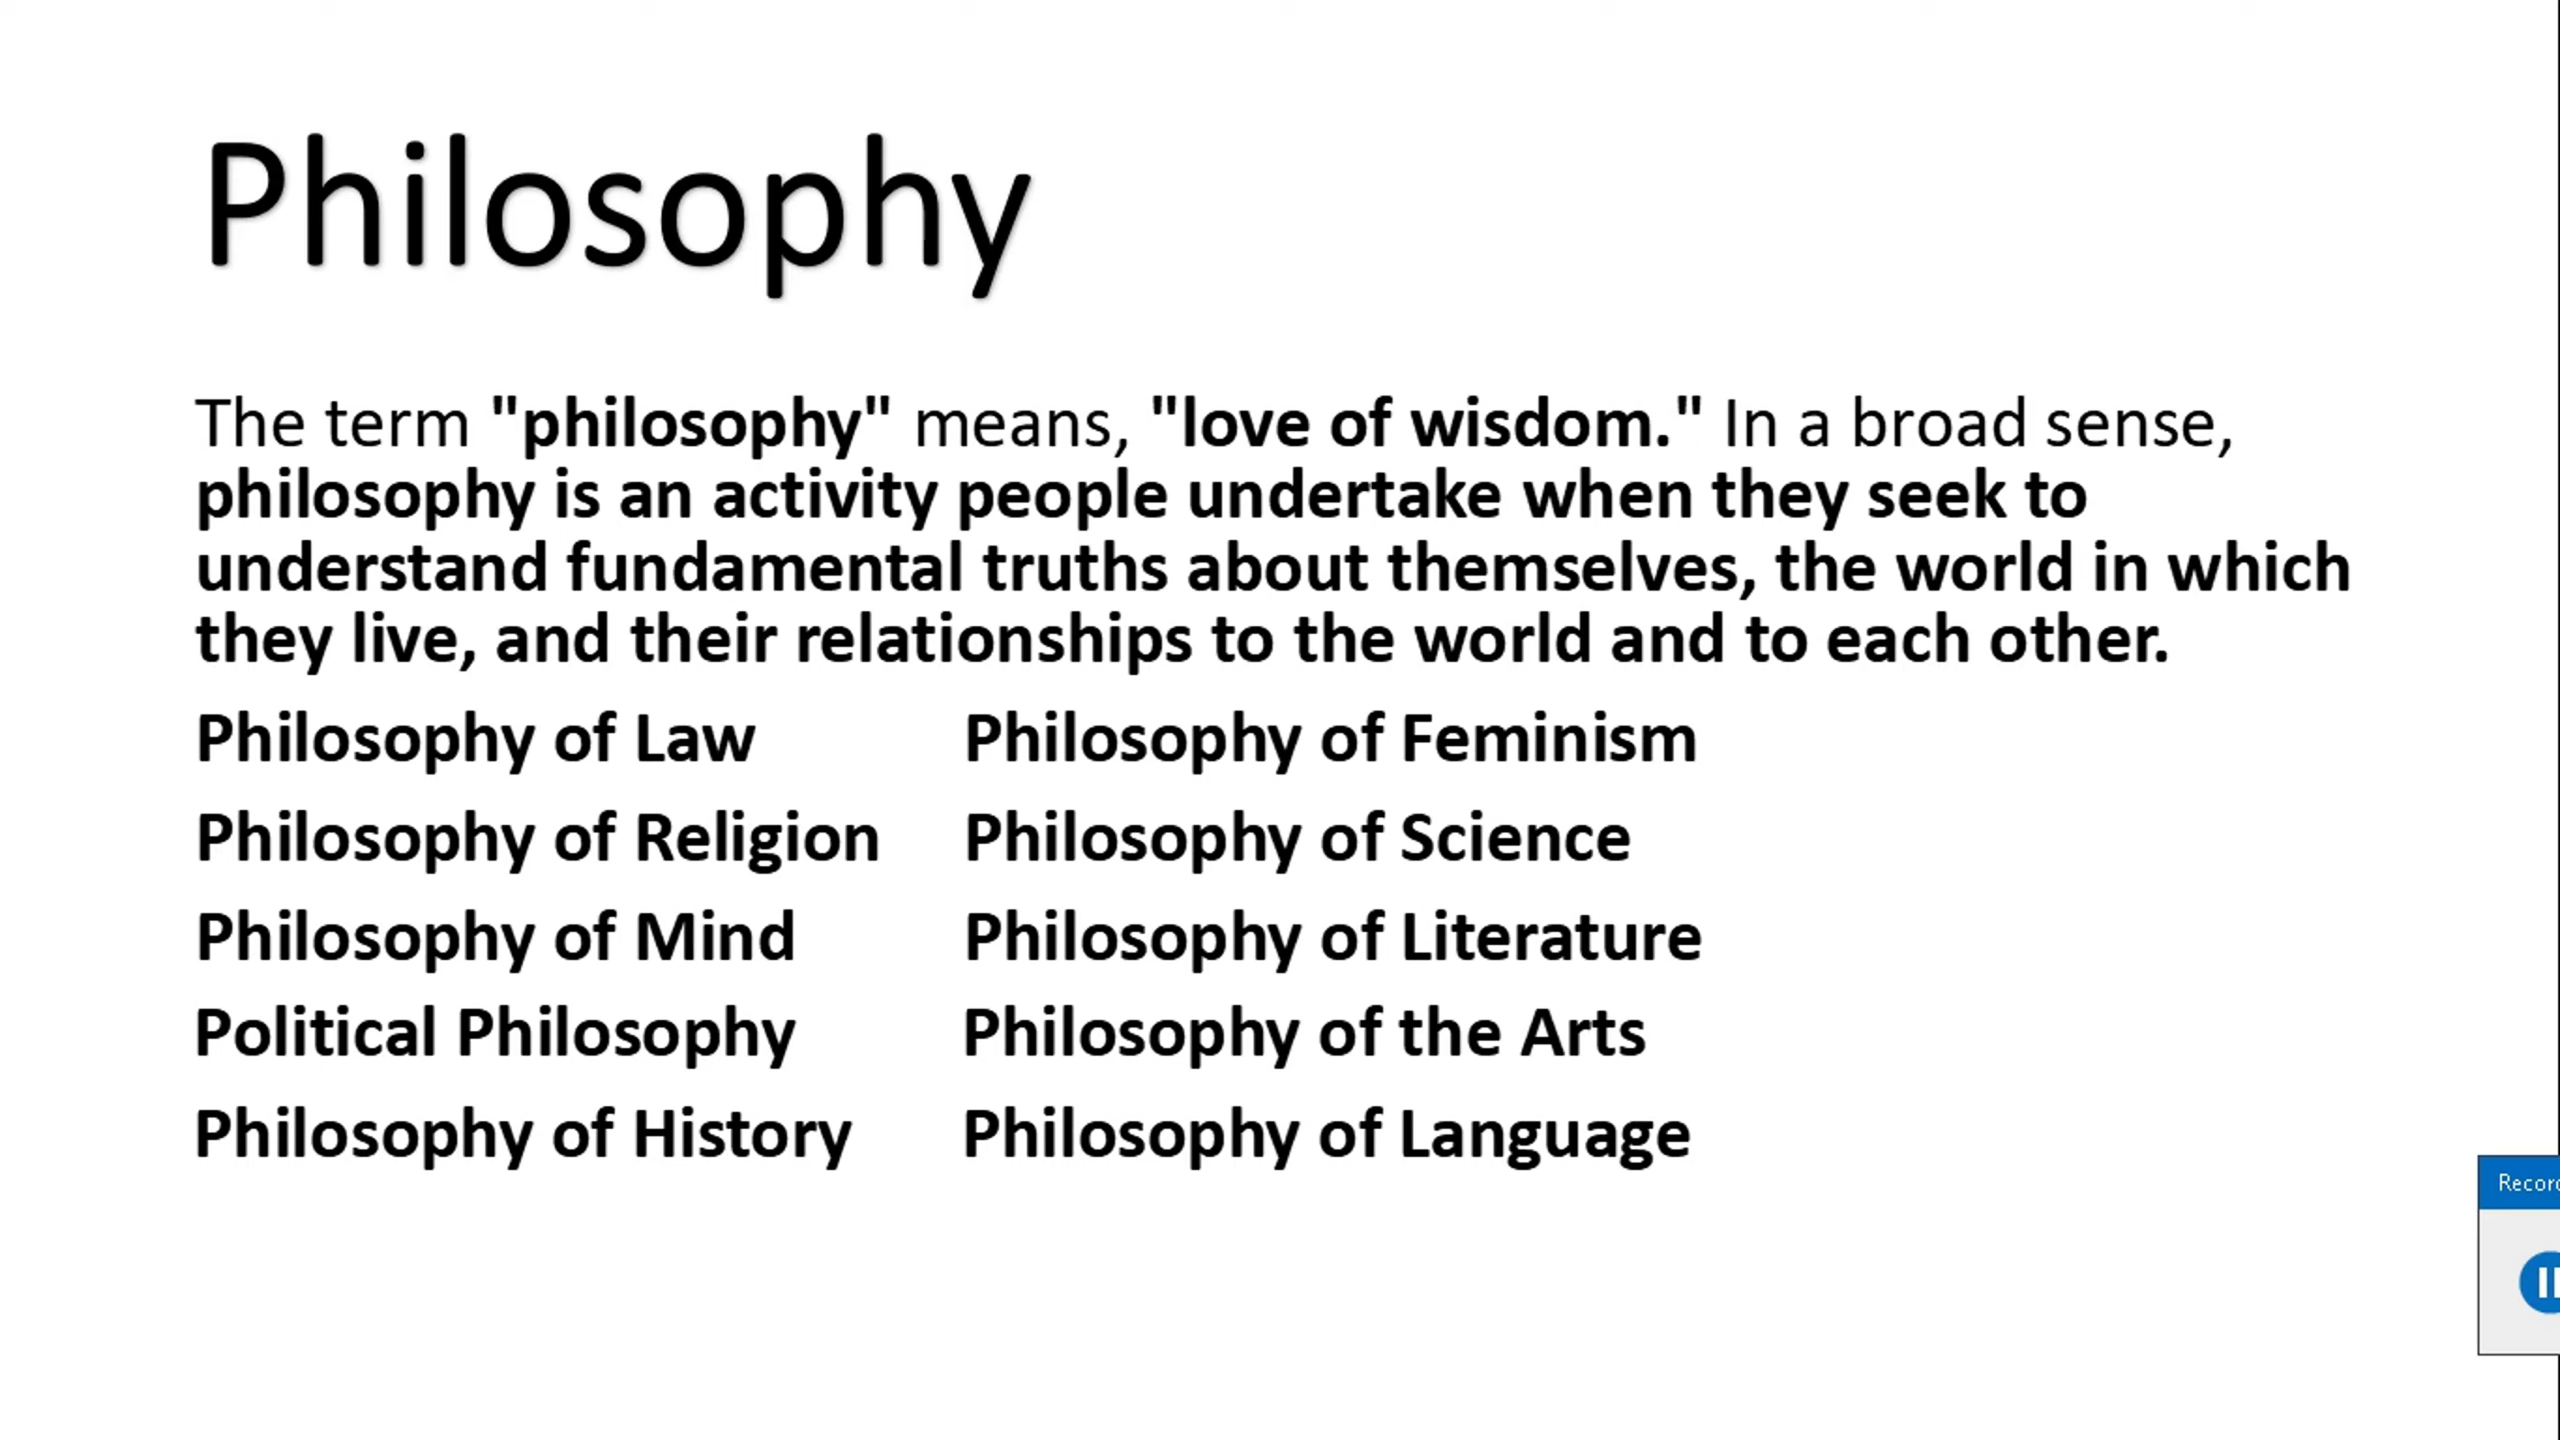 Philosophy
The term "philosophy" means, "love of wisdom." In a broad sense,
philosophy is an activity people undertake when they seek to
understand fundamental truths about themselves, the world in which
they live, and their relationships to the world and to each other.
Philosophy of Law Philosophy of Feminism
Philosophy of Religion Philosophy of Science
Philosophy of Mind Philosophy of Literature
Political Philosophy Philosophy of the Arts
Philosophy of History Philosophy of Language